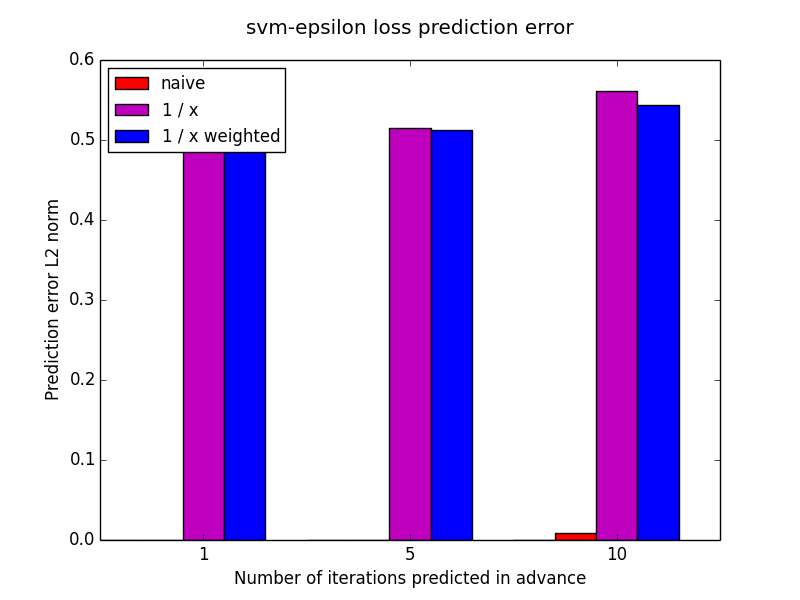 svm-epsilon loss prediction error
0.6
0.5
0.4
0.3
0.2
0.1
0.0
Prediction error L2 norm
naive
1 / x
1 / x weighted
1 5 10
Number of iterations predicted in advance